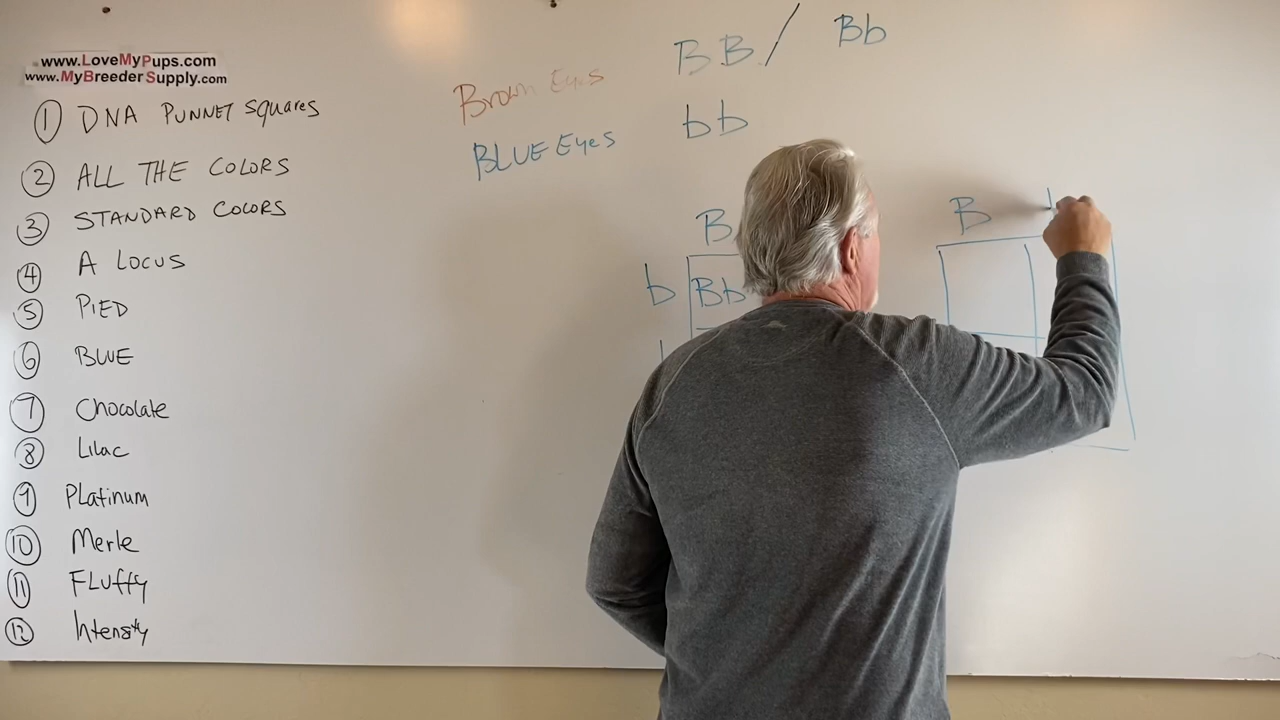 www.LoveMyPups.com
www.MyBreederSupply.com
1 DNA PUNNET SQuares
2 ALL THE COLORS
3 STANDARD COLORS
4 A LOCUS
5 PIED
6 BLUE
7 Chocolate
8 Lilac
9 Platinum
10 Merle
11 FLuffy
12 Intensity
BB / Bb
Brown Eyes
BLUE Eyes bb
B
b Bb
B